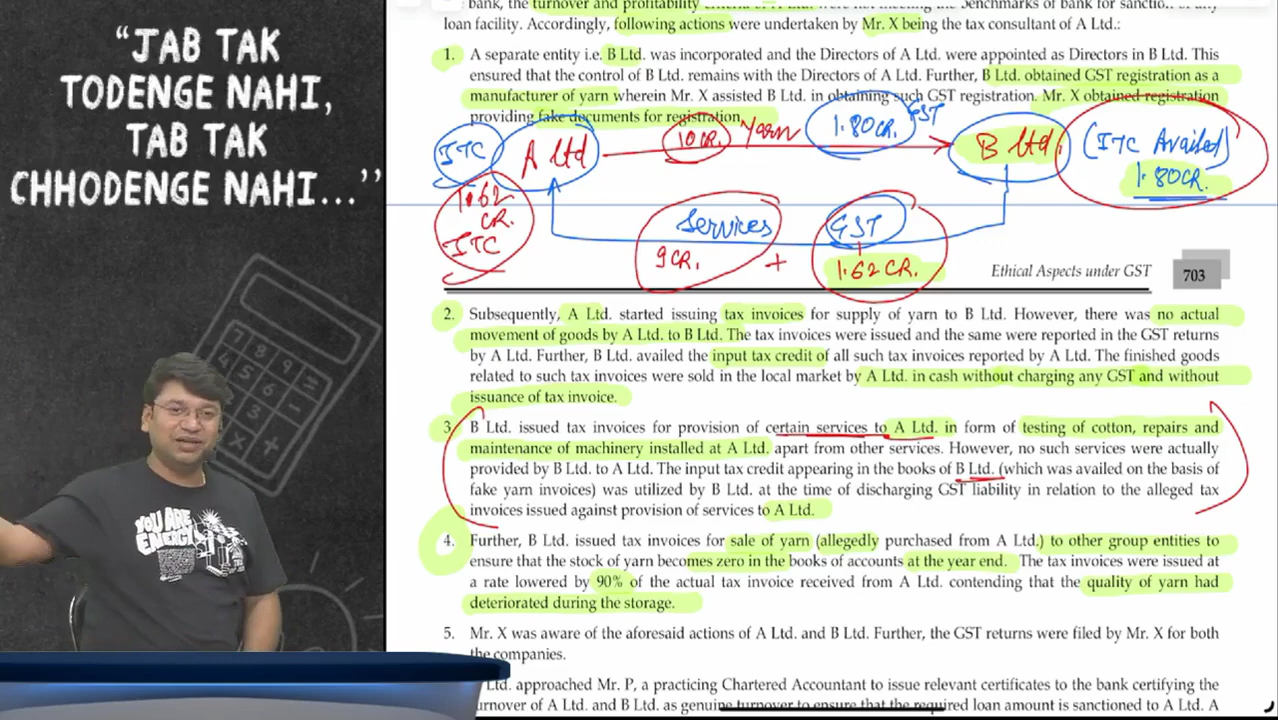 “JAB TAK
TODENGE NAHI,
TAB TAK
CHHODENGE NAHI...’’
YOU ARE
ENERGY
bank, the turnover and profitability criteria of A Ltd. were not meeting the benchmarks of bank for sanction of any
loan facility. Accordingly, following actions were undertaken by Mr. X being the tax consultant of A Ltd.:
1. A separate entity i.e. B Ltd. was incorporated and the Directors of A Ltd. were appointed as Directors in B Ltd. This
ensured that the control of B Ltd. remains with the Directors of A Ltd. Further, B Ltd. obtained GST registration as a
manufacturer of yarn wherein Mr. X assisted B Ltd. in obtaining such GST registration. Mr. X obtained registration
providing fake documents for registration.
ITC A Ltd 10 CR. Yarn 1.80 CR. GST B Ltd. (ITC Availed)
1.80 CR.
1.62
CR.
ITC
Services GST
9 CR. + 1.62 CR.
Ethical Aspects under GST 703
2. Subsequently, A Ltd. started issuing tax invoices for supply of yarn to B Ltd. However, there was no actual
movement of goods by A Ltd. to B Ltd. The tax invoices were issued and the same were reported in the GST returns
by A Ltd. Further, B Ltd. availed the input tax credit of all such tax invoices reported by A Ltd. The finished goods
related to such tax invoices were sold in the local market by A Ltd. in cash without charging any GST and without
issuance of tax invoice.
3. B Ltd. issued tax invoices for provision of certain services to A Ltd. in form of testing of cotton, repairs and
maintenance of machinery installed at A Ltd. apart from other services. However, no such services were actually
provided by B Ltd. to A Ltd. The input tax credit appearing in the books of B Ltd. (which was availed on the basis of
fake yarn invoices) was utilized by B Ltd. at the time of discharging GST liability in relation to the alleged tax
invoices issued against provision of services to A Ltd.
4. Further, B Ltd. issued tax invoices for sale of yarn (allegedly purchased from A Ltd.) to other group entities to
ensure that the stock of yarn becomes zero in the books of accounts at the year end. The tax invoices were issued at
a rate lowered by 90% of the actual tax invoice received from A Ltd. contending that the quality of yarn had
deteriorated during the storage.
5. Mr. X was aware of the aforesaid actions of A Ltd. and B Ltd. Further, the GST returns were filed by Mr. X for both
the companies.
Ltd. approached Mr. P, a practicing Chartered Accountant to issue relevant certificates to the bank certifying the
turnover of A Ltd. and B Ltd. as genuine turnover to ensure that the required loan amount is sanctioned to A Ltd. A